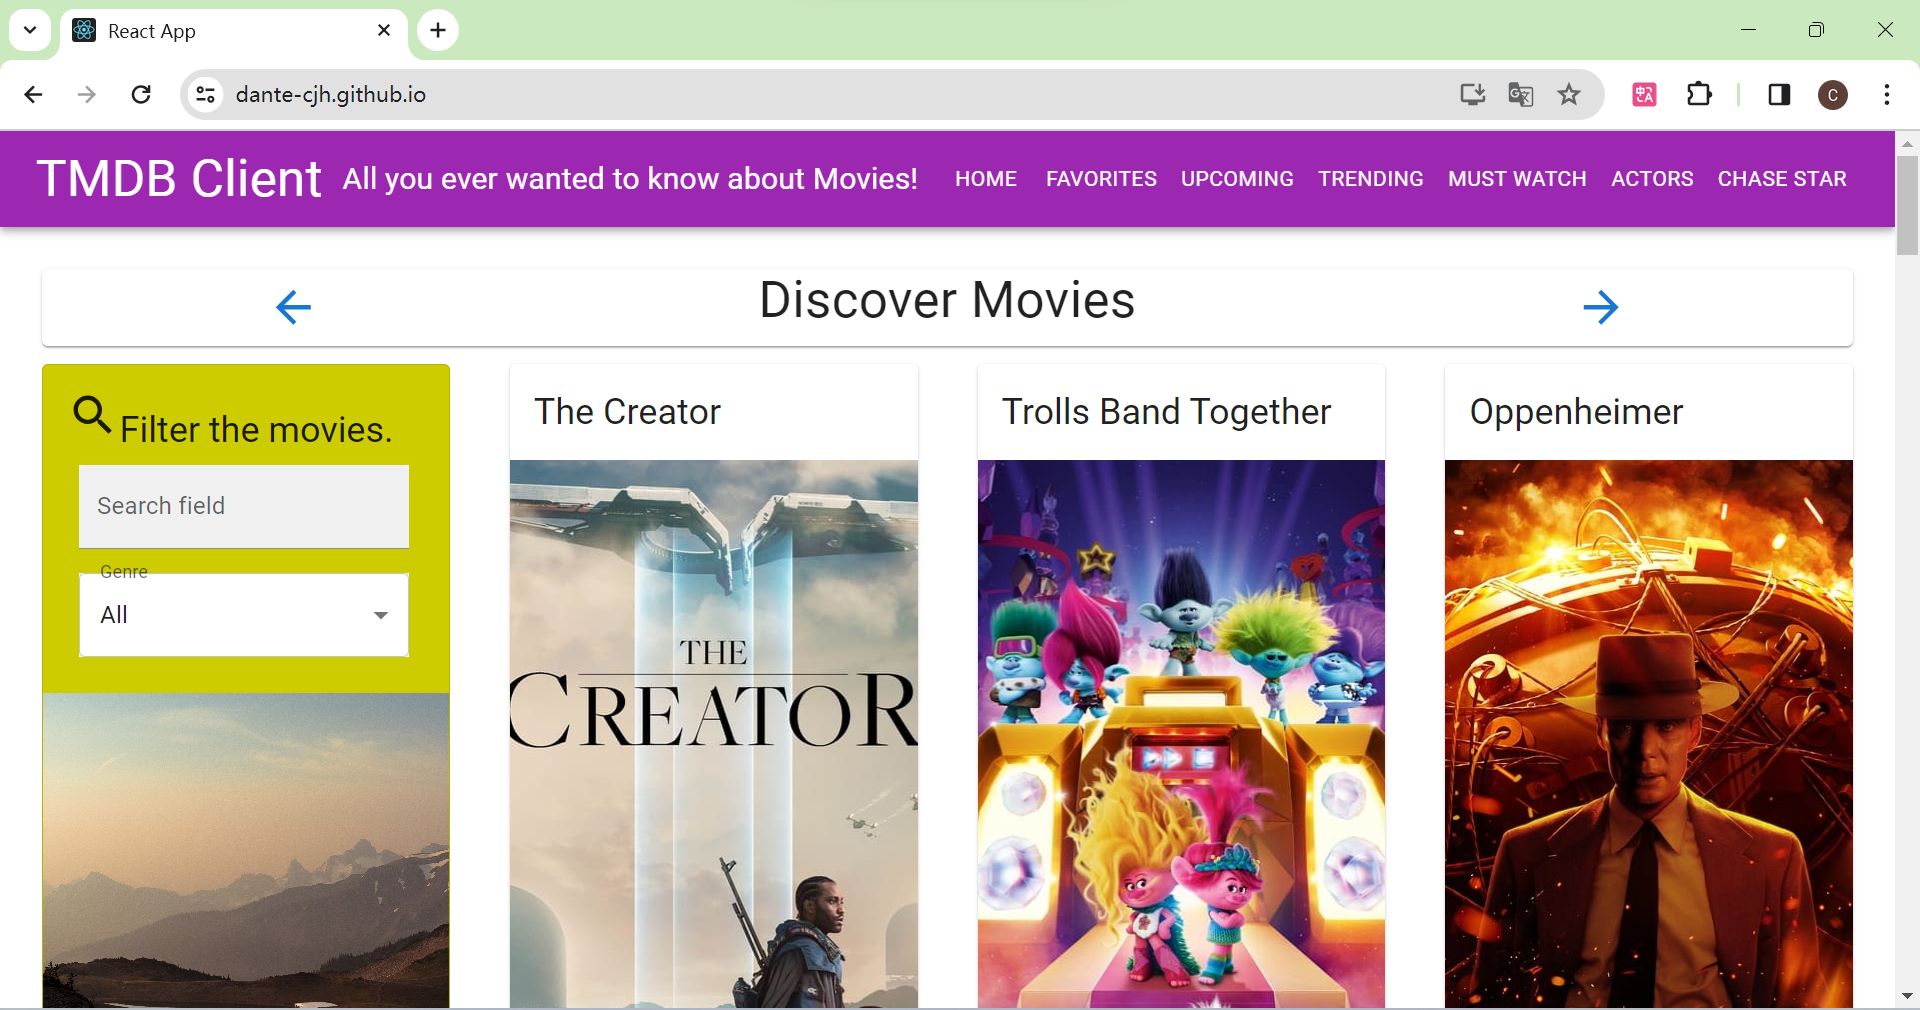 React App
dante-cjh.github.io
C
TMDB Client
All you ever wanted to know about Movies!
HOME
FAVORITES
UPCOMING
TRENDING
MUST WATCH
ACTORS
CHASE STAR
Discover Movies
Filter the movies.
Search field
Genre
All
The Creator
THE
CREATOR
Trolls Band Together
Oppenheimer